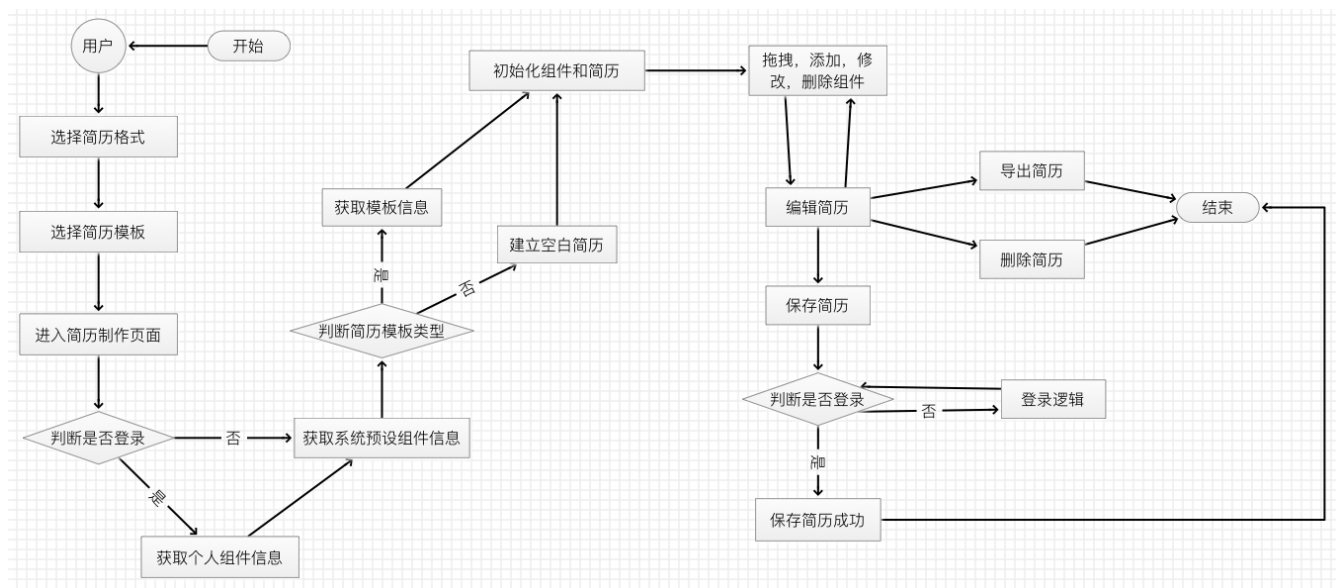 开始
用户
选择简历格式
选择简历模板
进入简历制作页面
判断是否登录
否
是
获取个人组件信息
获取系统预设组件信息
判断简历模板类型
是
否
获取模板信息
建立空白简历
初始化组件和简历
拖拽，添加，修
改，删除组件
编辑简历
导出简历
删除简历
结束
保存简历
判断是否登录
否
登录逻辑
是
保存简历成功